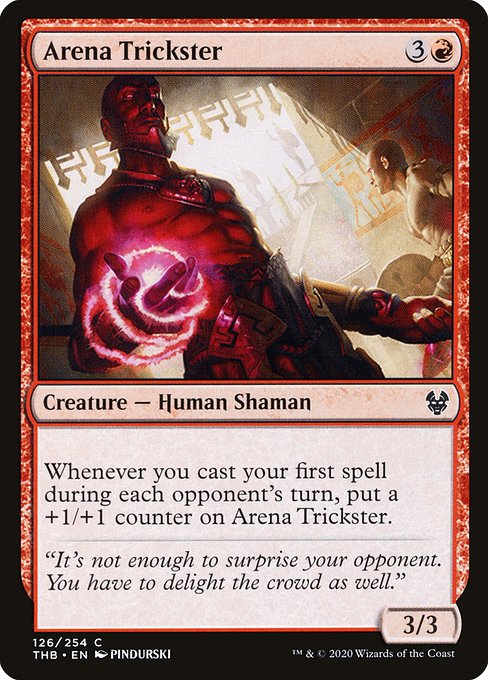 Arena Trickster 3
Creature — Human Shaman
Whenever you cast your first spell
during each opponent's turn, put a
+1/+1 counter on Arena Trickster.
“It's not enough to surprise your opponent.
You have to delight the crowd as well.”
3/3
126/254 C
THB • EN PINDURSKI
™ & © 2020 Wizards of the Coast